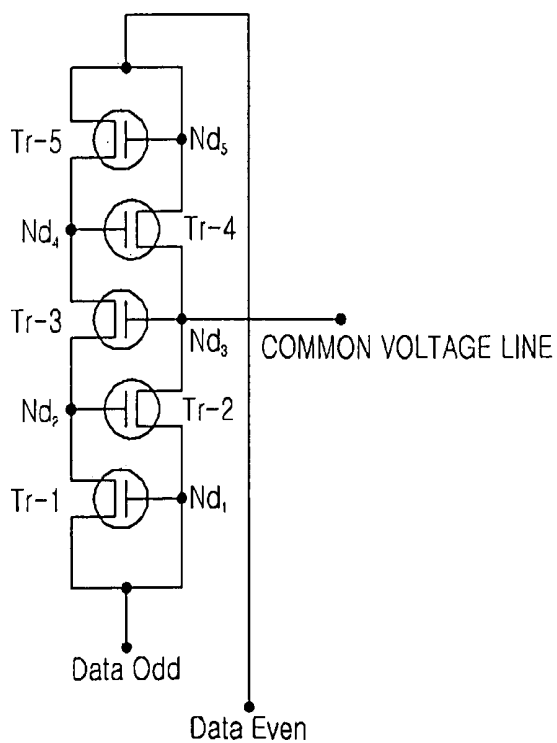 Tr-5
Nd₅
Nd₄
Tr-4
Tr-3
Nd₃
COMMON VOLTAGE LINE
Nd₂
Tr-2
Tr-1
Nd₁
Data Odd
Data Even